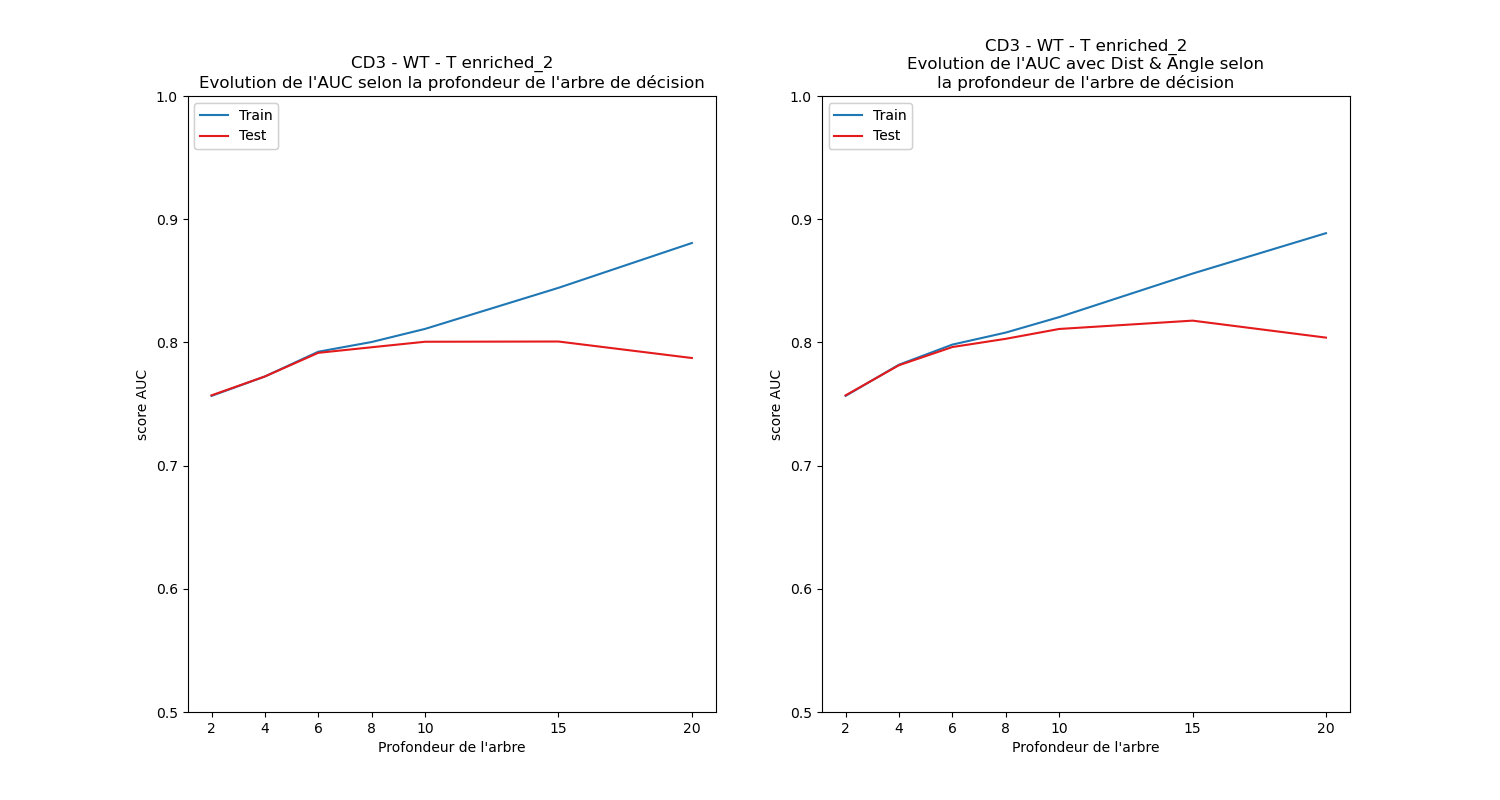 CD3 - WT - T enriched_2
Evolution de l'AUC selon la profondeur de l'arbre de décision
Train
Test
1.0
0.9
0.8
0.7
0.6
0.5
score AUC
2 4 6 8 10 15 20
Profondeur de l'arbre
CD3 - WT - T enriched_2
Evolution de l'AUC avec Dist & Angle selon
la profondeur de l'arbre de décision
Train
Test
1.0
0.9
0.8
0.7
0.6
0.5
score AUC
2 4 6 8 10 15 20
Profondeur de l'arbre